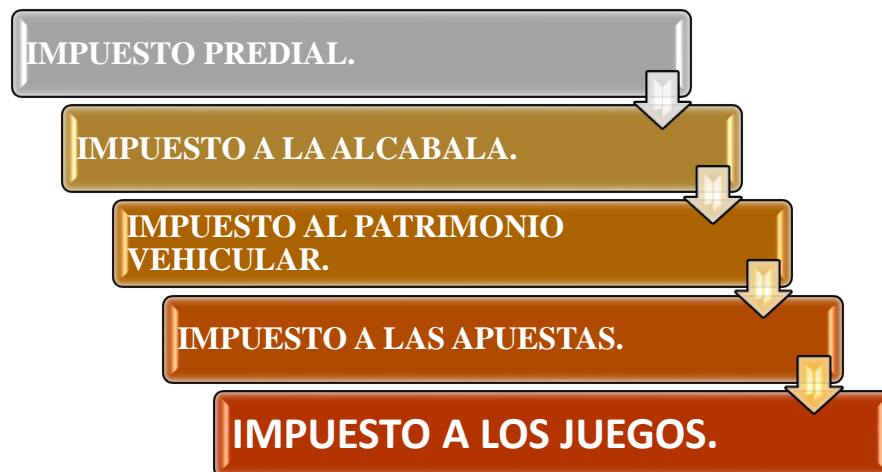 IMPUESTO PREDIAL.
IMPUESTO A LA ALCABALA.
IMPUESTO AL PATRIMONIO
VEHICULAR.
IMPUESTO A LAS APUESTAS.
IMPUESTO A LOS JUEGOS.